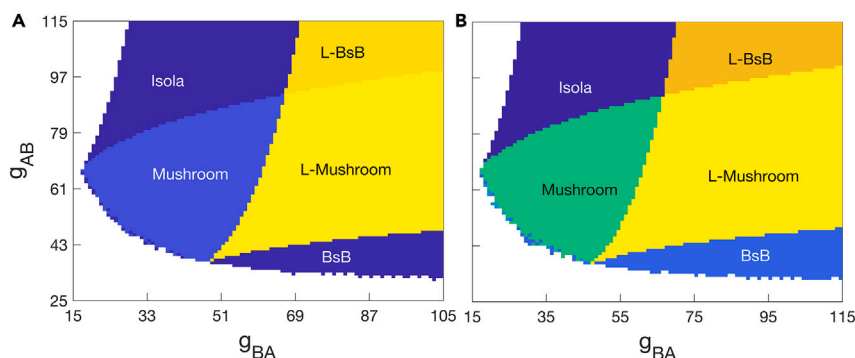 A
B
115
97
79
61
43
25
g_AB
Isola
L-BsB
Mushroom
L-Mushroom
BsB
15
33
51
69
87
105
g_BA
Isola
L-BsB
Mushroom
L-Mushroom
BsB
15
35
55
75
95
115
g_BA